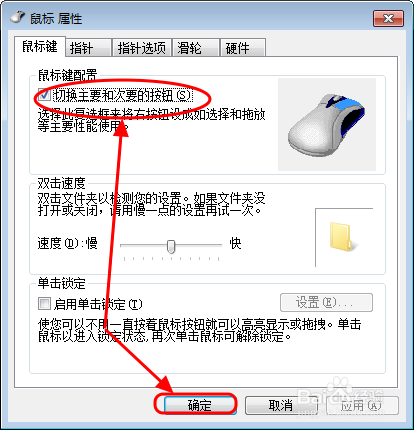 鼠标 属性
鼠标键 指针 指针选项 滑轮 硬件
鼠标键配置
切换主要和次要的按钮(S)
选择此复选框来将右按钮设成如选择和拖放
等主要性能使用。
双击速度
双击文件夹以检测您的设置。如果文件夹没
打开或关闭，请用慢一点的设置再试一次。
速度(D):慢 快
单击锁定
启用单击锁定(T) 设置(E)...
使您可以不用一直按着鼠标按钮就可以高亮显示或拖拽。单击
鼠标以进入锁定状态,再次单击鼠标可解除锁定。
确定 取消 应用(A)
Bai 经验